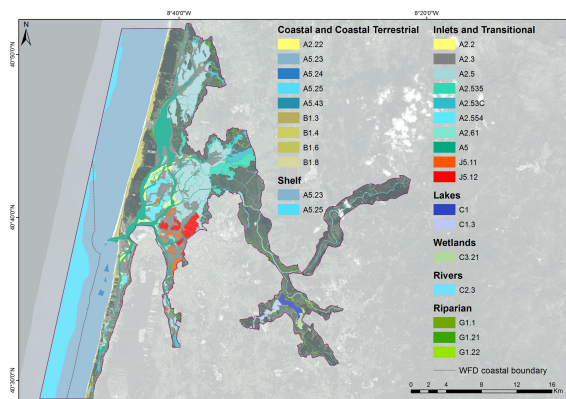 8°40'0"W
8°20'0"W
N
40°50'0"N
40°40'0"N
40°30'0"N
Coastal and Coastal Terrestrial
A2.22
A5.23
A5.24
A5.25
A5.43
B1.3
B1.4
B1.6
B1.8
Shelf
A5.23
A5.25
Inlets and Transitional
A2.2
A2.3
A2.5
A2.535
A2.53C
A2.554
A2.61
A5
J5.11
J5.12
Lakes
C1
C1.3
Wetlands
C3.21
Rivers
C2.3
Riparian
G1.1
G1.21
G1.22
WFD coastal boundary
0 2 4 8 12 16
Km